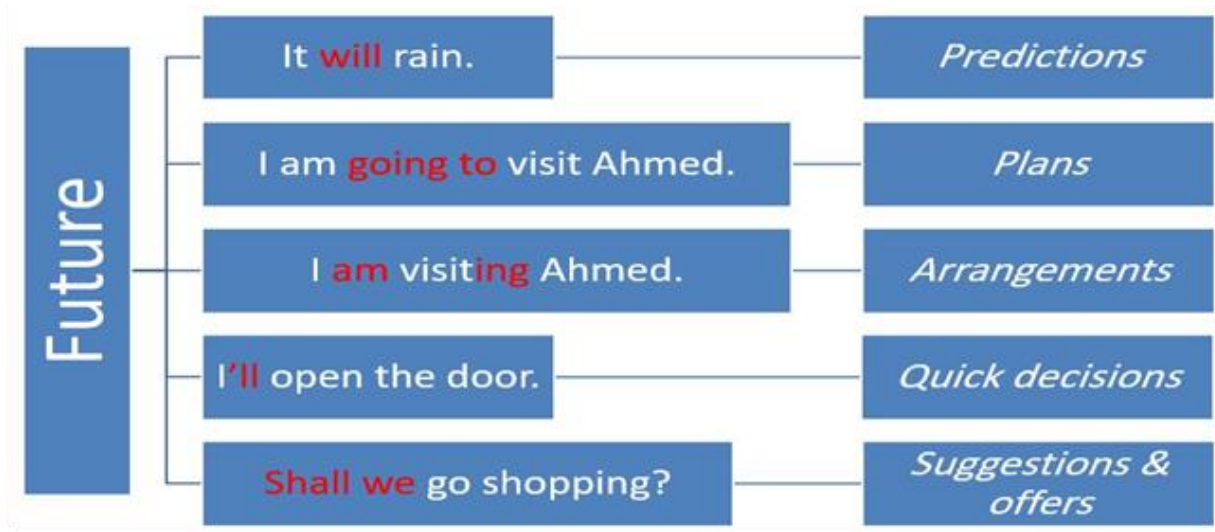 Future
It will rain.
Predictions
I am going to visit Ahmed.
Plans
I am visiting Ahmed.
Arrangements
I'll open the door.
Quick decisions
Shall we go shopping?
Suggestions &
offers